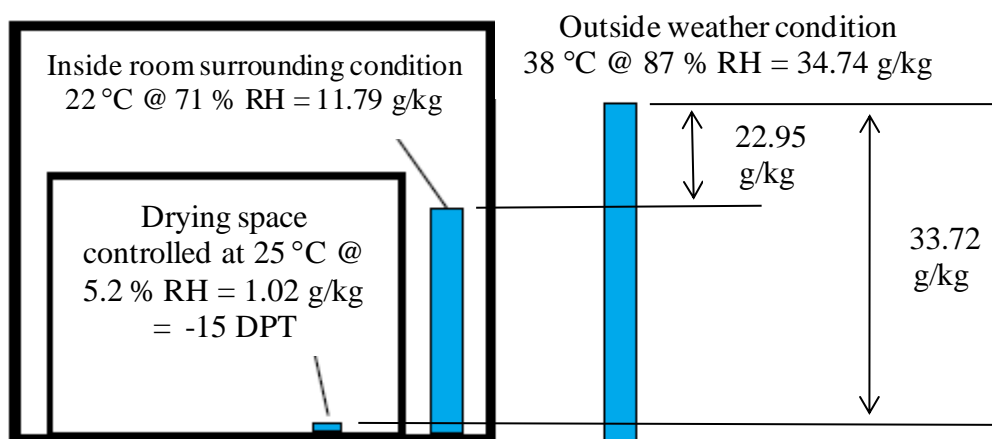 Outside weather condition
38 °C @ 87 % RH = 34.74 g/kg
Inside room surrounding condition
22 °C @ 71 % RH = 11.79 g/kg
22.95
g/kg
Drying space
controlled at 25 °C @
5.2 % RH = 1.02 g/kg
= -15 DPT
33.72
g/kg